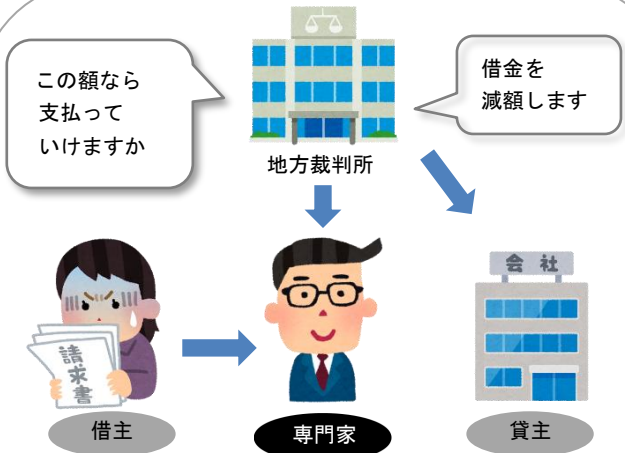 この額なら
支払って
いけますか
借金を
減額します
地方裁判所
会社
請求書
借主
専門家
貸主